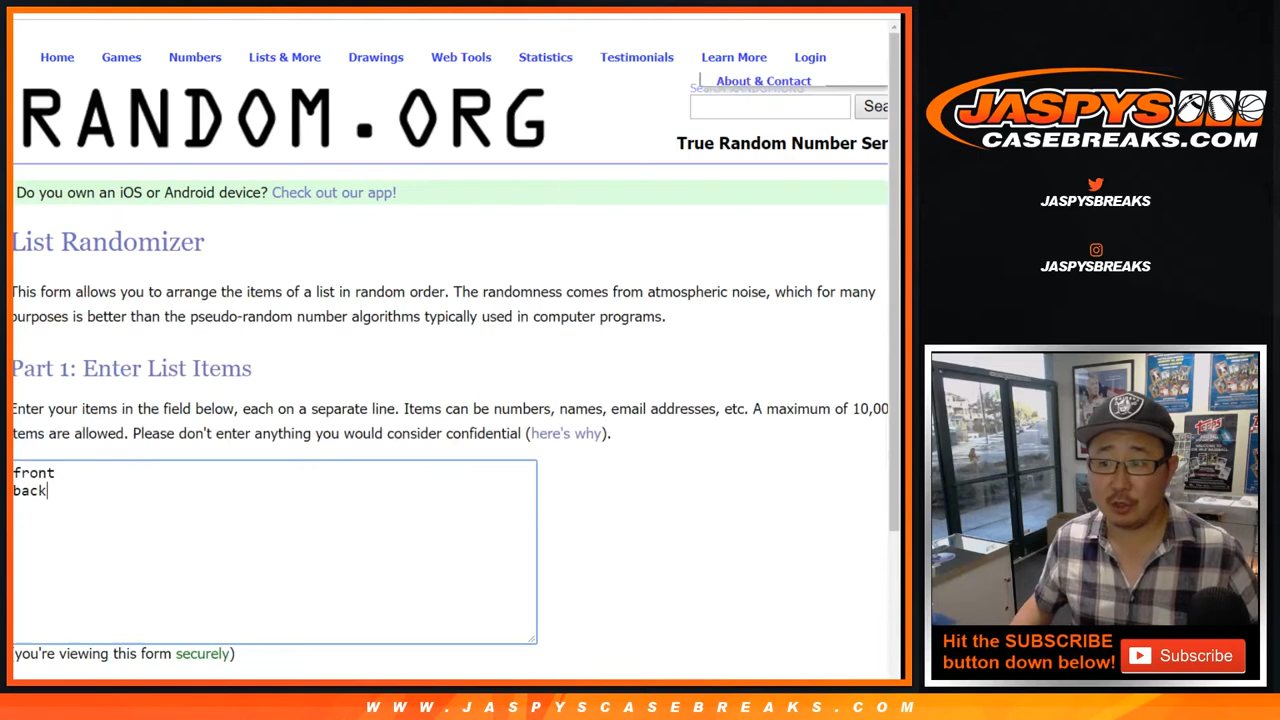 Home Games Numbers Lists & More Drawings Web Tools Statistics Testimonials Learn More Login
About & Contact
RANDOM.ORG
Search RANDOM.ORG
Sea
True Random Number Ser
Do you own an iOS or Android device? Check out our app!
List Randomizer
This form allows you to arrange the items of a list in random order. The randomness comes from atmospheric noise, which for many
purposes is better than the pseudo-random number algorithms typically used in computer programs.
Part 1: Enter List Items
Enter your items in the field below, each on a separate line. Items can be numbers, names, email addresses, etc. A maximum of 10,00
items are allowed. Please don't enter anything you would consider confidential (here's why).
front
back
you're viewing this form securely)
JASPYS
CASEBREAKS.COM
JASPYSBREAKS
JASPYSBREAKS
TOPPS
Hit the SUBSCRIBE
button down below!
Subscribe
WWW.JASPYSCASEBREAKS.COM